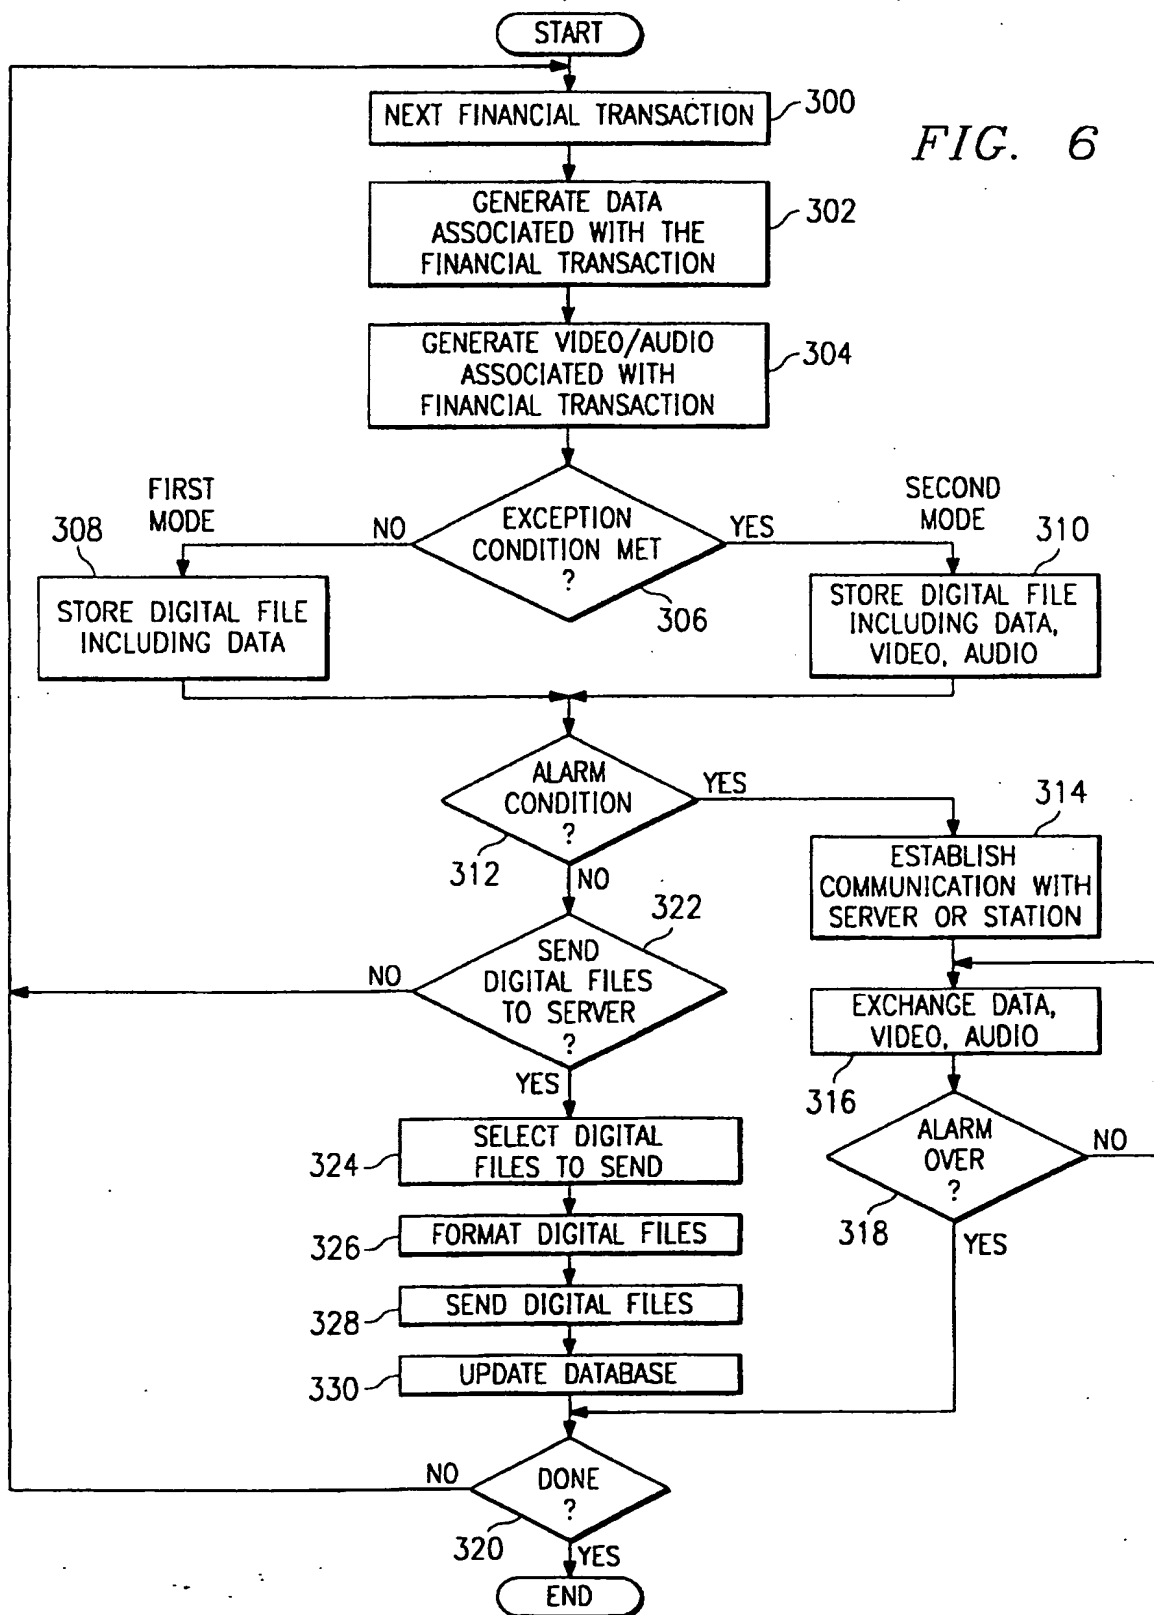 START
NEXT FINANCIAL TRANSACTION
300
FIG. 6
GENERATE DATA
ASSOCIATED WITH THE
FINANCIAL TRANSACTION
302
GENERATE VIDEO/AUDIO
ASSOCIATED WITH
FINANCIAL TRANSACTION
304
FIRST
MODE
NO
EXCEPTION
CONDITION MET
?
306
YES
SECOND
MODE
308
STORE DIGITAL FILE
INCLUDING DATA
310
STORE DIGITAL FILE
INCLUDING DATA,
VIDEO, AUDIO
ALARM
CONDITION
?
312
YES
NO
314
ESTABLISH
COMMUNICATION WITH
SERVER OR STATION
322
SEND
DIGITAL FILES
TO SERVER
?
NO
YES
EXCHANGE DATA,
VIDEO, AUDIO
316
ALARM
OVER
?
318
NO
YES
324
SELECT DIGITAL
FILES TO SEND
326
FORMAT DIGITAL FILES
328
SEND DIGITAL FILES
330
UPDATE DATABASE
NO
DONE
?
320
YES
END